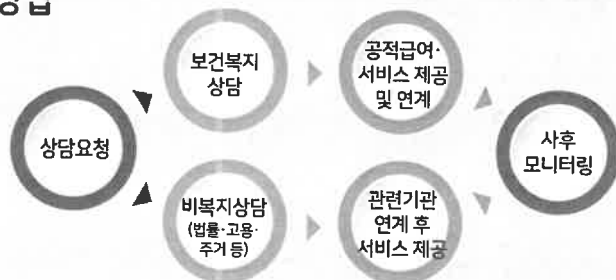 상담요청
보건복지
상담
공적급여·
서비스 제공
및 연계
비복지상담
(법률·고용·
주거 등)
관련기관
연계 후
서비스 제공
사후
모니터링